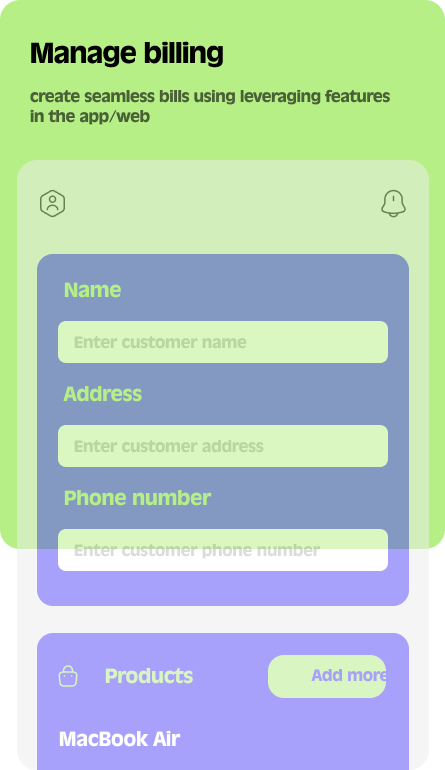 Manage billing
create seamless bills using leveraging features
in the app/web
Name
Enter customer name
Address
Enter customer address
Phone number
Enter customer phone number
Products
Add more
MacBook Air